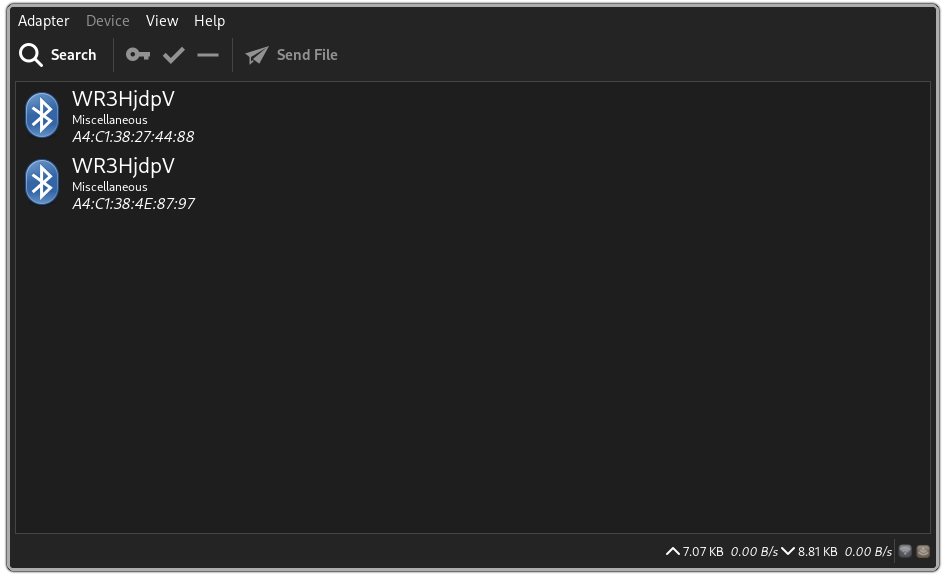 Adapter Device View Help
Search Send File
WR3HjdpV
Miscellaneous
A4:C1:38:27:44:88
WR3HjdpV
Miscellaneous
A4:C1:38:4E:87:97
7.07 KB 0.00 B/s 8.81 KB 0.00 B/s